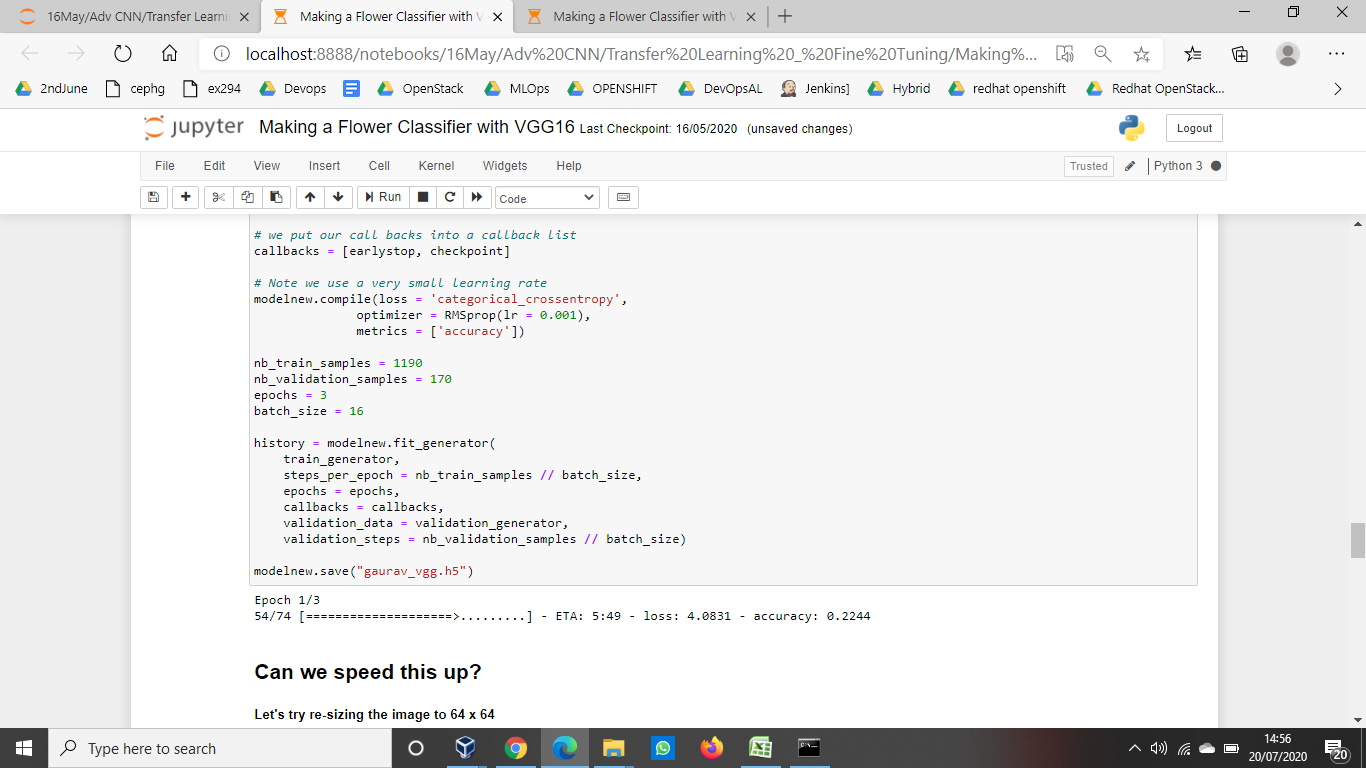 16May/Adv CNN/Transfer Learni
Making a Flower Classifier with V
Making a Flower Classifier with V
localhost:8888/notebooks/16May/Adv%20CNN/Transfer%20Learning%20_%20Fine%20Tuning/Making%...
2ndJune cephg ex294 Devops OpenStack MLOps OPENSHIFT DevOpsAL Jenkins] Hybrid redhat openshift Redhat OpenStack...
jupyter Making a Flower Classifier with VGG16 Last Checkpoint: 16/05/2020 (unsaved changes) Logout
File Edit View Insert Cell Kernel Widgets Help Trusted Python 3
Run Code
# we put our call backs into a callback list
callbacks = [earlystop, checkpoint]
# Note we use a very small learning rate
modelnew.compile(loss = 'categorical_crossentropy',
optimizer = RMSprop(lr = 0.001),
metrics = ['accuracy'])
nb_train_samples = 1190
nb_validation_samples = 170
epochs = 3
batch_size = 16
history = modelnew.fit_generator(
train_generator,
steps_per_epoch = nb_train_samples // batch_size,
epochs = epochs,
callbacks = callbacks,
validation_data = validation_generator,
validation_steps = nb_validation_samples // batch_size)
modelnew.save("gaurav_vgg.h5")
Epoch 1/3
54/74 [====================>.........] - ETA: 5:49 - loss: 4.0831 - accuracy: 0.2244
Can we speed this up?
Let's try re-sizing the image to 64 x 64
Type here to search
14:56
20/07/2020
20